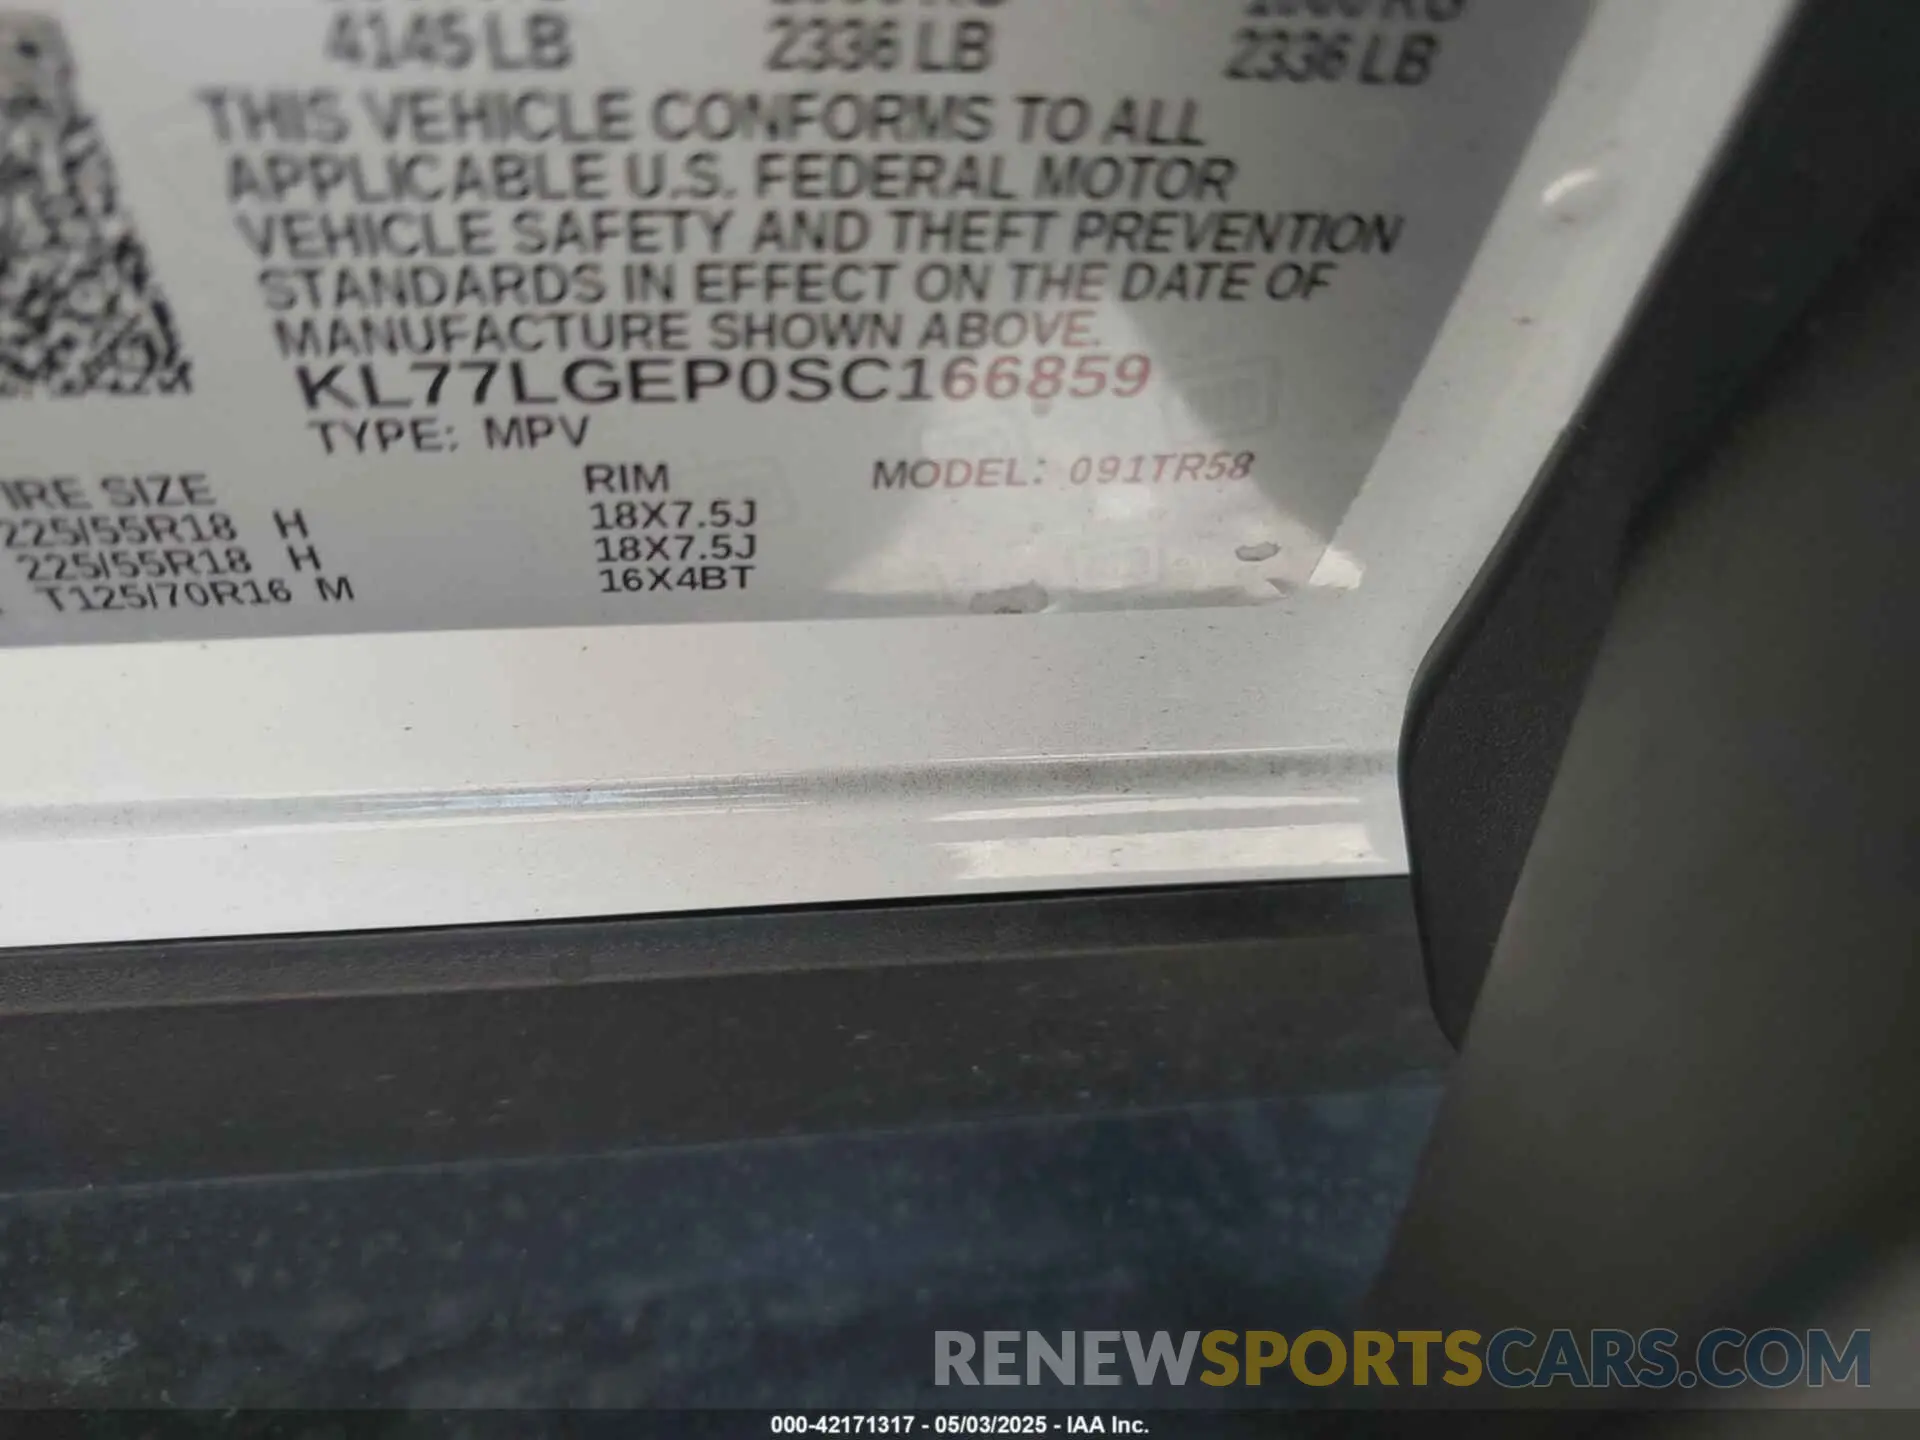 4145 LB 2336 LB 2336 LB
THIS VEHICLE CONFORMS TO ALL
APPLICABLE U.S. FEDERAL MOTOR
VEHICLE SAFETY AND THEFT PREVENTION
STANDARDS IN EFFECT ON THE DATE OF
MANUFACTURE SHOWN ABOVE.
KL77LGEP0SC166859
TYPE: MPV
IRE SIZE RIM MODEL: 091TR58
225/55R18 H 18X7.5J
225/55R18 H 18X7.5J
T125/70R16 M 16X4BT
RENEWSPORTSCARS.COM
000-42171317 - 05/03/2025 - IAA Inc.